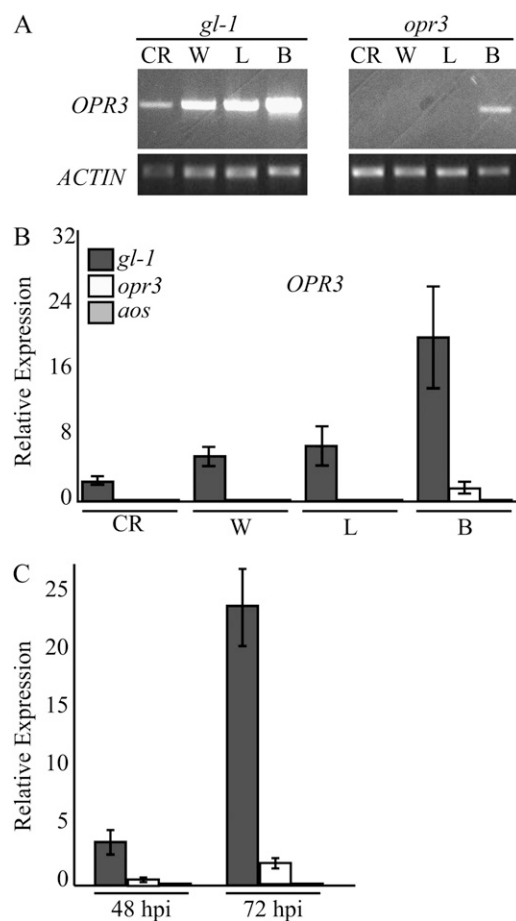 A
gl-1
opr3
CR W L B
CR W L B
OPR3
ACTIN
B
32
24
16
8
0
Relative Expression
gl-1
opr3
aos
OPR3
CR W L B
C
20
25
15
10
5
0
Relative Expression
48 hpi 72 hpi